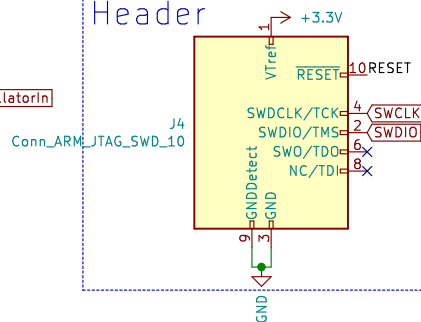 Header
1
+3.3V
VTref
RESET
10
RESET
llatorIn
SWDCLK/TCK
4
SWCLK
J4
SWDIO/TMS
2
SWDIO
Conn_ARM_JTAG_SWD_10
SWO/TDO
6
NC/TDI
8
GNDDetect
GND
9
3
GND